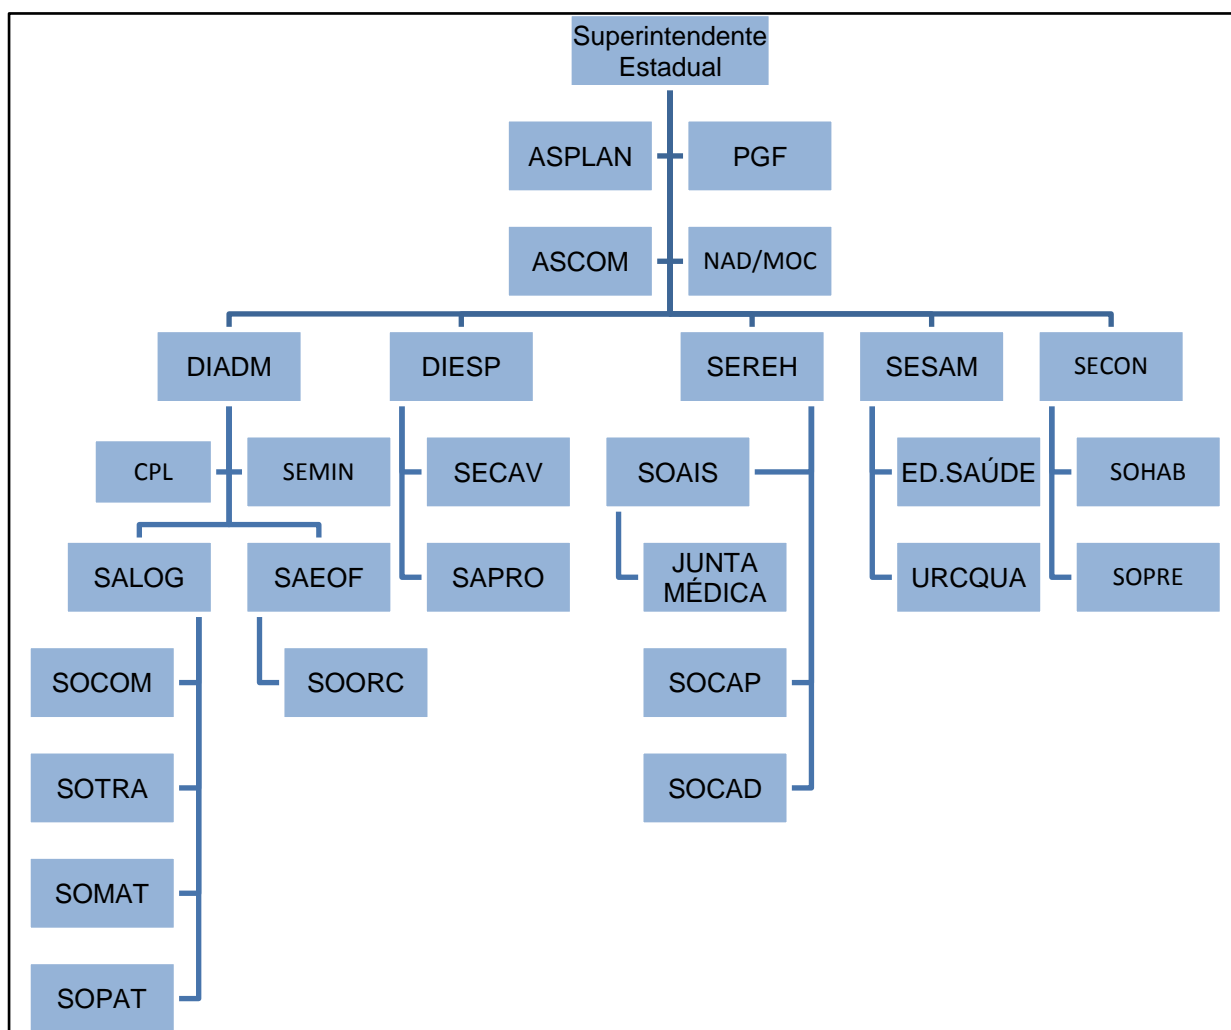 Superintendente
Estadual
ASPLAN
PGF
ASCOM
NAD/MOC
DIADM
DIESP
SEREH
SESAM
SECON
CPL
SEMIN
SECAV
SOAIS
ED.SAÚDE
SOHAB
SALOG
SAEOF
SAPRO
JUNTA
MÉDICA
URCQUA
SOPRE
SOCOM
SOORC
SOCAP
SOTRA
SOCAD
SOMAT
SOPAT